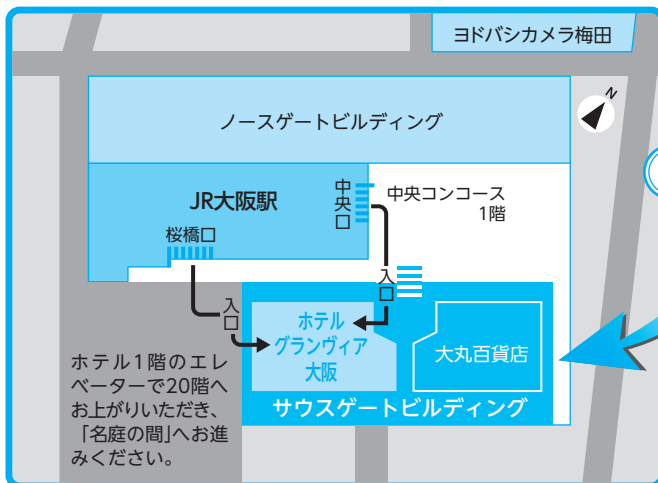 ヨドバシカメラ梅田
N
ノースゲートビルディング
JR大阪駅
中央口
中央コンコース
1階
桜橋口
入口
入口
ホテル
グランヴィア
大阪
大丸百貨店
サウスゲートビルディング
ホテル1階のエレ
ベーターで20階へ
お上がりいただき、
「名庭の間」へお進
みください。